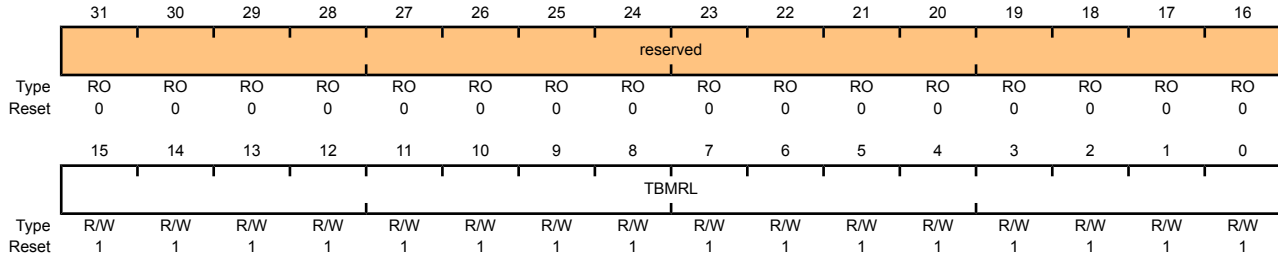 31 30 29 28 27 26 25 24 23 22 21 20 19 18 17 16
reserved
Type RO RO RO RO RO RO RO RO RO RO RO RO RO RO RO RO
Reset 0 0 0 0 0 0 0 0 0 0 0 0 0 0 0 0
15 14 13 12 11 10 9 8 7 6 5 4 3 2 1 0
TBMRL
Type R/W R/W R/W R/W R/W R/W R/W R/W R/W R/W R/W R/W R/W R/W R/W R/W
Reset 1 1 1 1 1 1 1 1 1 1 1 1 1 1 1 1